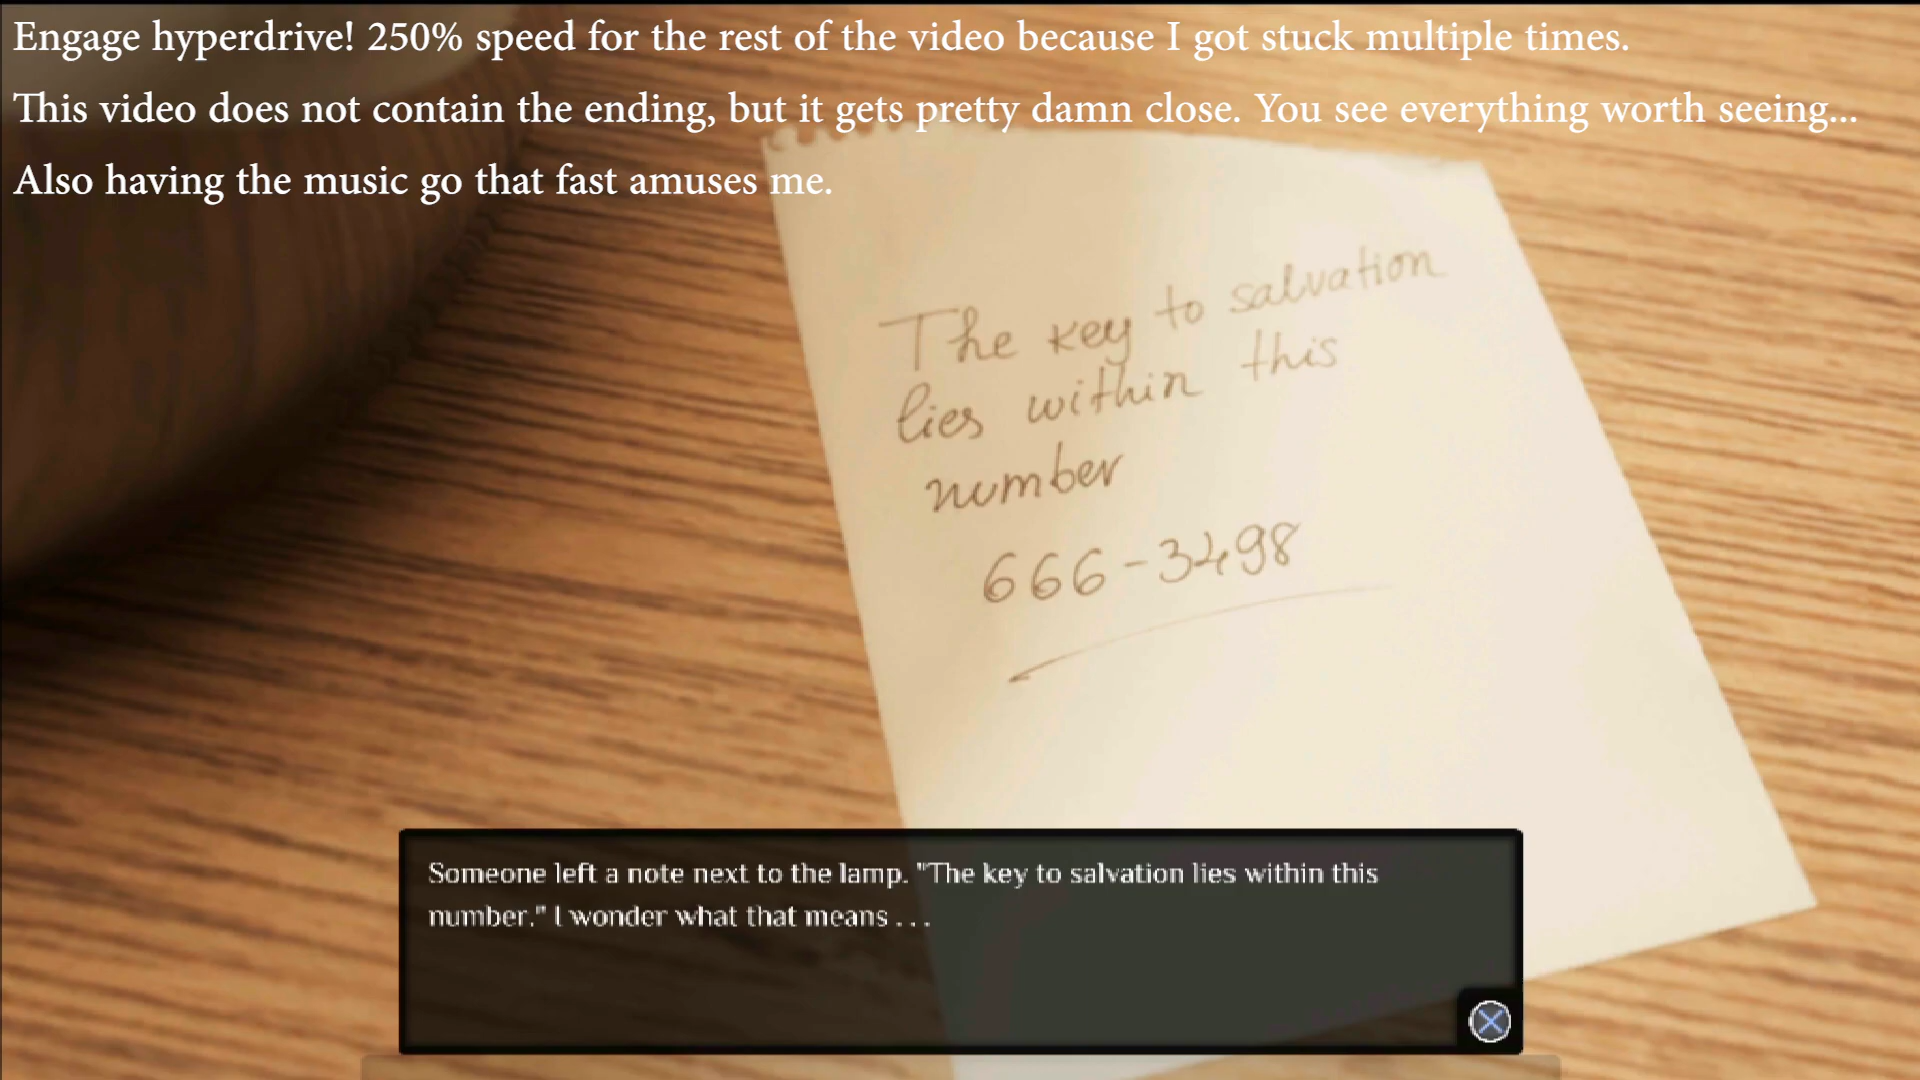 Engage hyperdrive! 250% speed for the rest of the video because I got stuck multiple times.
This video does not contain the ending, but it gets pretty damn close. You see everything worth seeing...
Also having the music go that fast amuses me.
The key to salvation
lies within this
number
666-3498
Someone left a note next to the lamp. "The key to salvation lies within this
number." I wonder what that means . . .